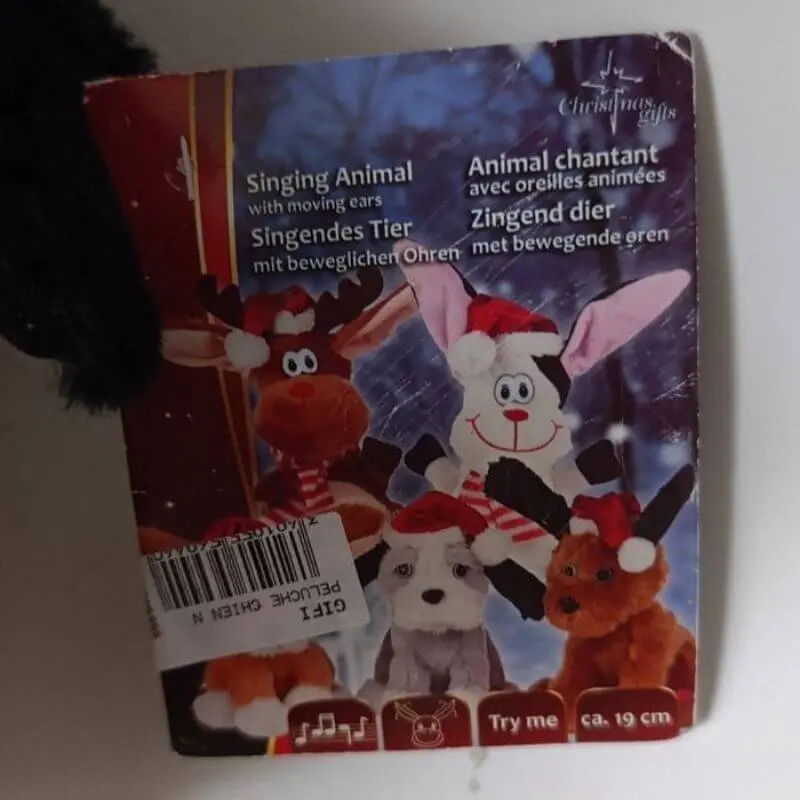 Christmas
gifts
Singing Animal
with moving ears
Singendes Tier
mit beweglichen Ohren
Animal chantant
avec oreilles animées
Zingend dier
met bewegende oren
GIFI
PELUCHE CHIEN N
Try me
ca. 19 cm